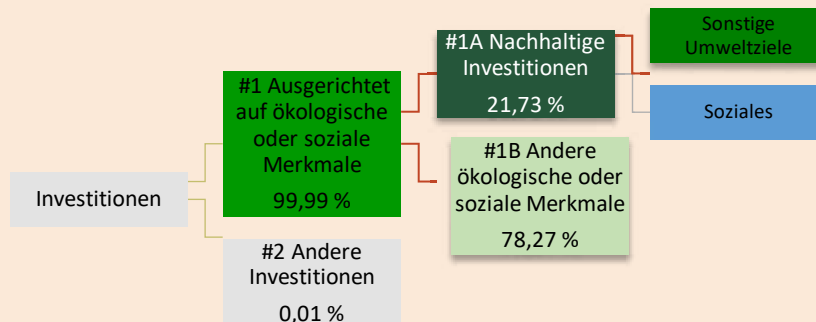 Investitionen
#1 Ausgerichtet
auf ökologische
oder soziale
Merkmale
99,99 %
#2 Andere
Investitionen
0,01 %
#1A Nachhaltige
Investitionen
21,73 %
#1B Andere
ökologische oder
soziale Merkmale
78,27 %
Sonstige
Umweltziele
Soziales